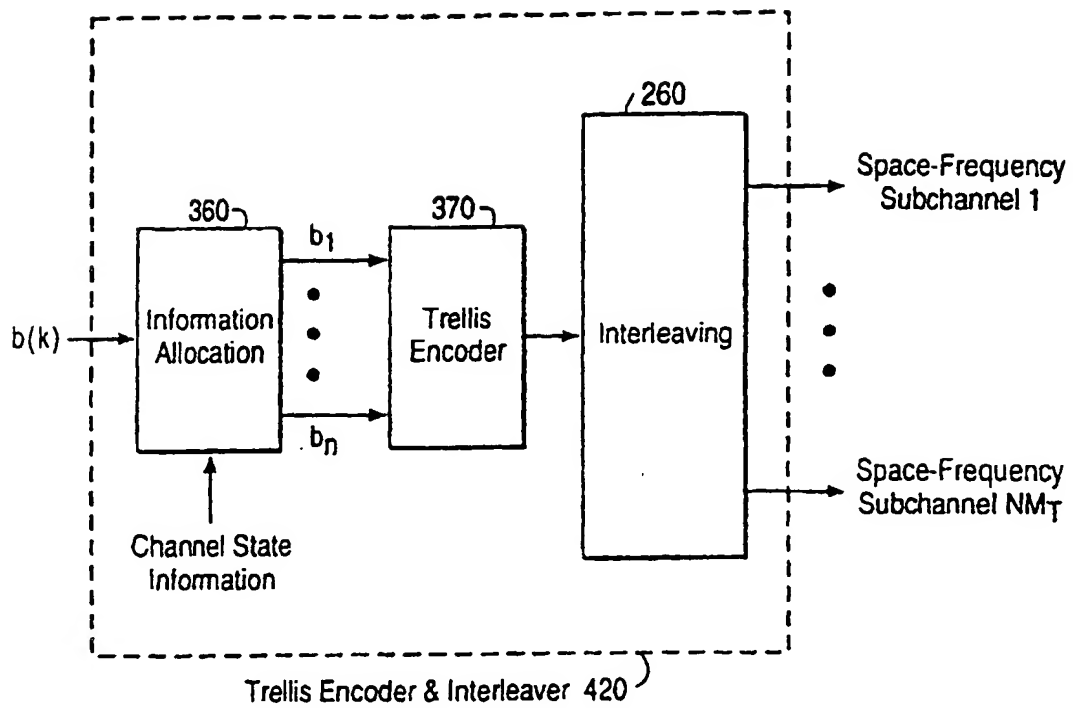 260
Space-Frequency
Subchannel 1
360
370
b1
b(k)
Information
Allocation
Trellis
Encoder
Interleaving
bn
Space-Frequency
Subchannel NMT
Channel State
Information
Trellis Encoder & Interleaver 420